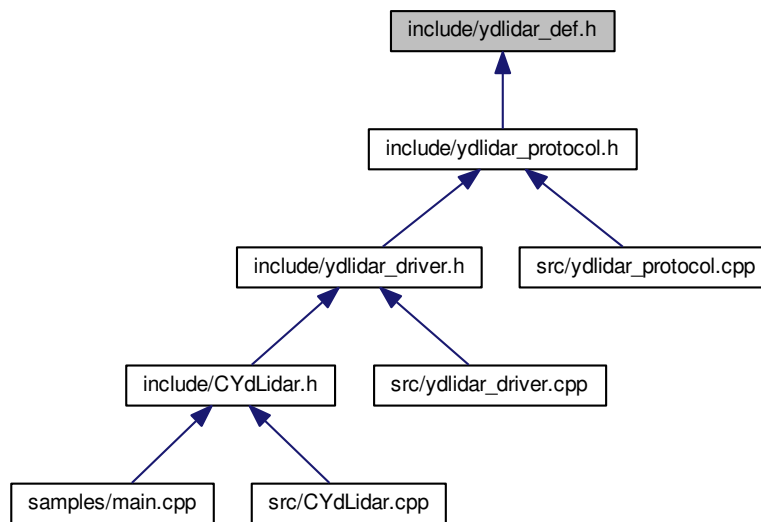 include/ydlidar_def.h
include/ydlidar_protocol.h
include/ydlidar_driver.h
src/ydlidar_protocol.cpp
include/CYdLidar.h
src/ydlidar_driver.cpp
samples/main.cpp
src/CYdLidar.cpp